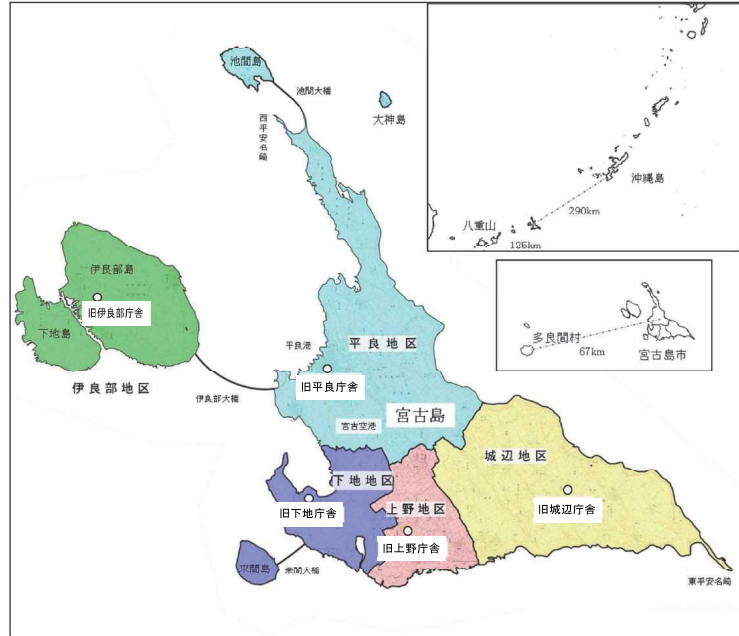 池間島
池間大橋
大神島
西平安名崎
沖縄島
290km
八重山
126km
伊良部島
旧伊良部庁舎
下地島
伊良部地区
伊良部大橋
平良港
平良地区
旧平良庁舎
宮古島
宮古空港
多良間村
67km
宮古島市
城辺地区
旧城辺庁舎
下地地区
旧下地庁舎
上野地区
旧上野庁舎
来間島
来間大橋
東平安名崎